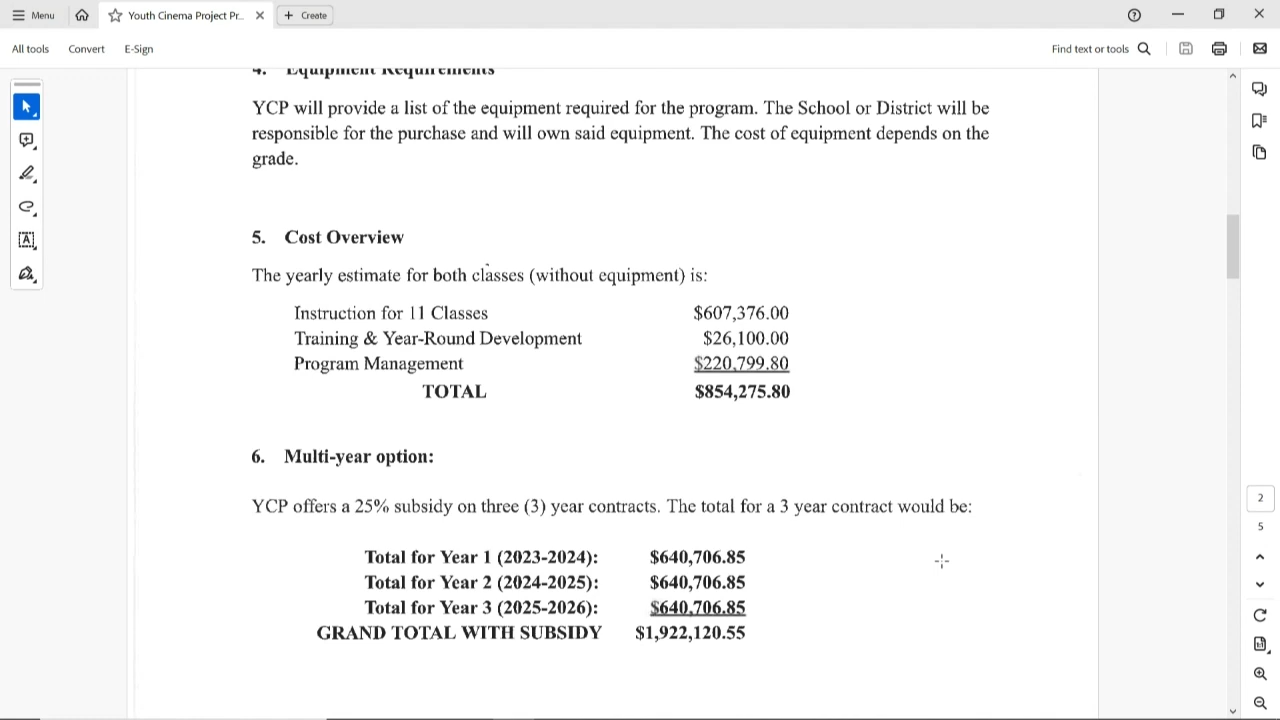 Menu
Youth Cinema Project Pr...
+ Create
All tools
Convert
E-Sign
Find text or tools
4. Equipment Requirements
YCP will provide a list of the equipment required for the program. The School or District will be
responsible for the purchase and will own said equipment. The cost of equipment depends on the
grade.
5. Cost Overview
The yearly estimate for both classes (without equipment) is:
Instruction for 11 Classes $607,376.00
Training & Year-Round Development $26,100.00
Program Management $220,799.80
TOTAL $854,275.80
6. Multi-year option:
YCP offers a 25% subsidy on three (3) year contracts. The total for a 3 year contract would be:
Total for Year 1 (2023-2024): $640,706.85
Total for Year 2 (2024-2025): $640,706.85
Total for Year 3 (2025-2026): $640,706.85
GRAND TOTAL WITH SUBSIDY $1,922,120.55
2
5